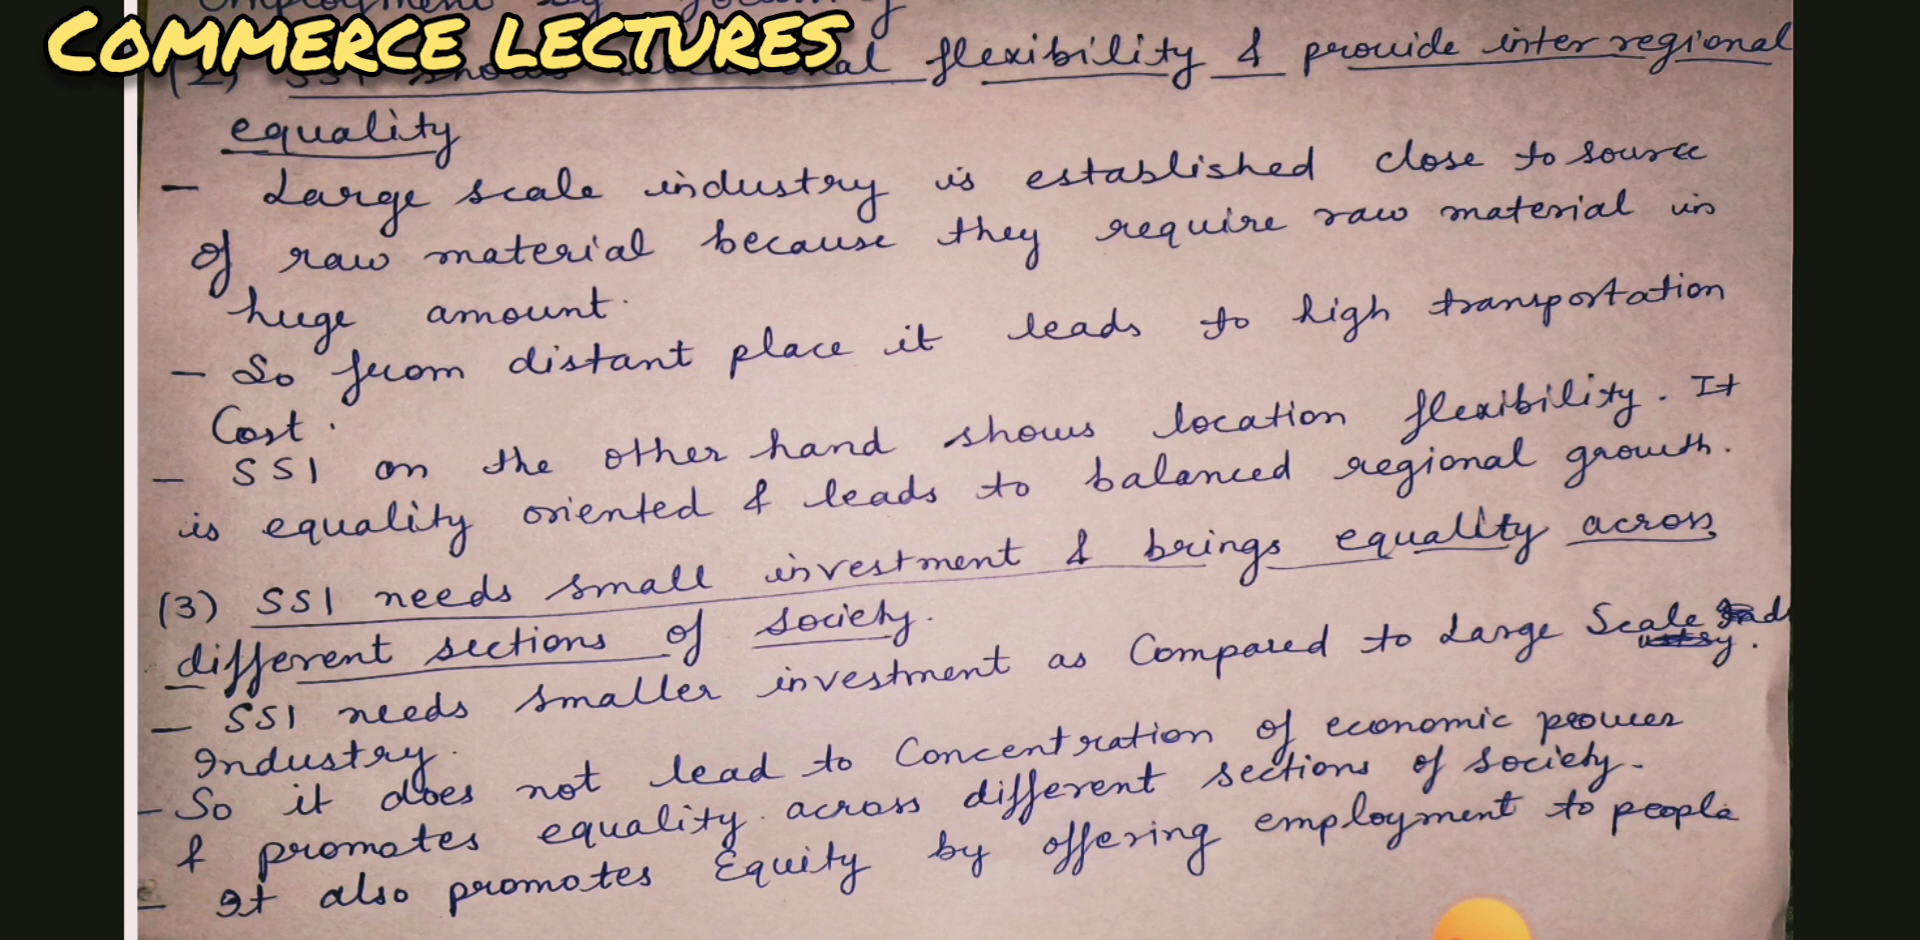 COMMERCE LECTURES
flexibility & provide inter regional
equality
- Large scale industry is established close to source
of raw material because they require raw material in
huge amount.
- So from distant place it leads to high transportation
Cost.
- SSI on the other hand shows location flexibility. It
is equality oriented & leads to balanced regional growth.
(3) SSI needs small investment & brings equality across
different sections of society.
- SSI needs smaller investment as Compared to Large Scale
Industry.
- So it does not lead to Concentration of economic power
& promotes equality across different sections of society.
- It also promotes Equity by offering employment to people